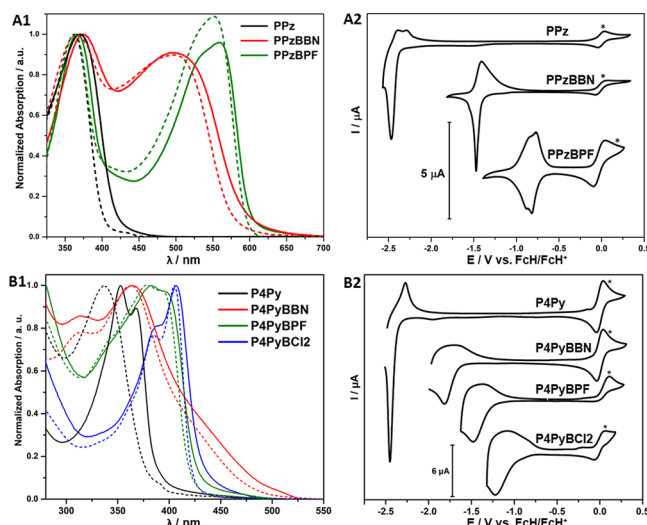 A1
PPz
PPzBBN
PPzBPF
Normalized Absorption / a. u.
1.0
0.8
0.6
0.4
0.2
0.0
350 400 450 500 550 600 650 700
λ / nm
A2
PPz
*
PPzBBN
*
PPzBPF
*
5 µA
I / µA
-2.5 -2.0 -1.5 -1.0 -0.5 0.0 0.5
E / V vs. FcH/FcH⁺
B1
P4Py
P4PyBBN
P4PyBPF
P4PyBCl2
Normalized Absorption / a. u.
1.0
0.8
0.6
0.4
0.2
0.0
300 350 400 450 500 550
λ / nm
B2
P4Py
*
P4PyBBN
*
P4PyBPF
*
P4PyBCl2
*
6 µA
I / µA
-2.5 -2.0 -1.5 -1.0 -0.5 0.0 0.5
E / V vs. FcH/FcH⁺